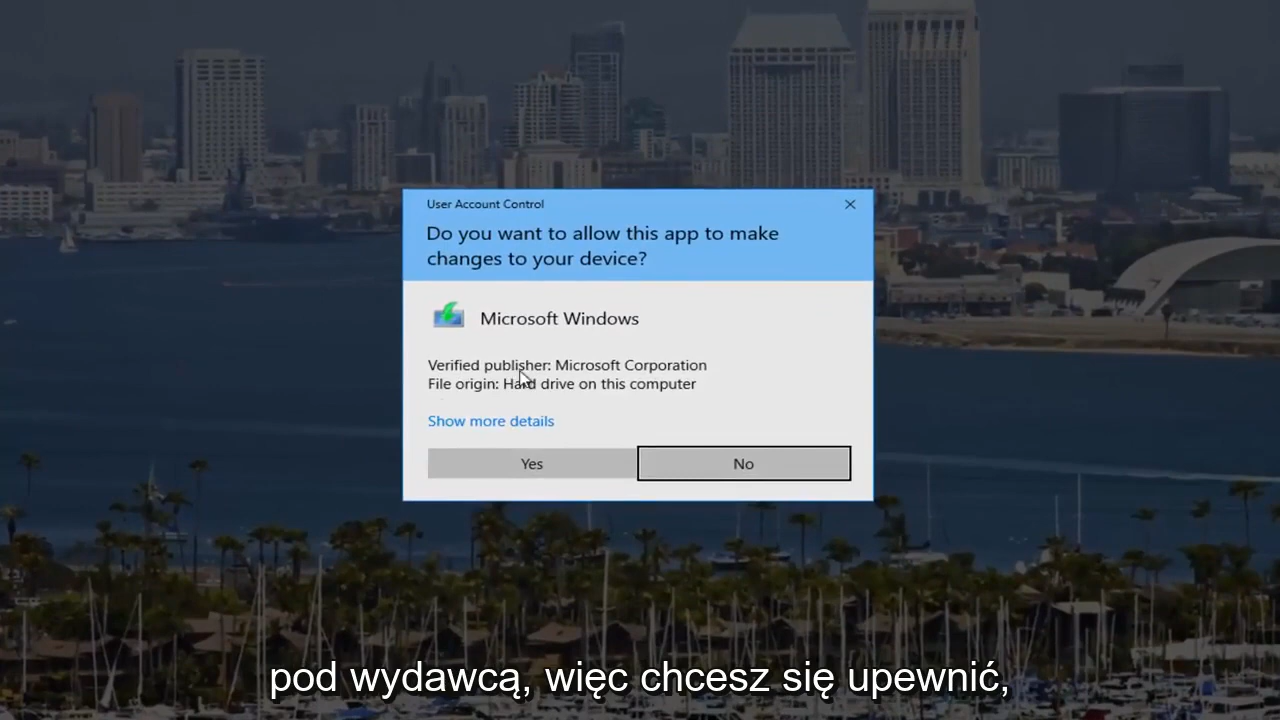 User Account Control
Do you want to allow this app to make
changes to your device?
Microsoft Windows
Verified publisher: Microsoft Corporation
File origin: Hard drive on this computer
Show more details
Yes
No
pod wydawcą, więc chcesz się upewnić,